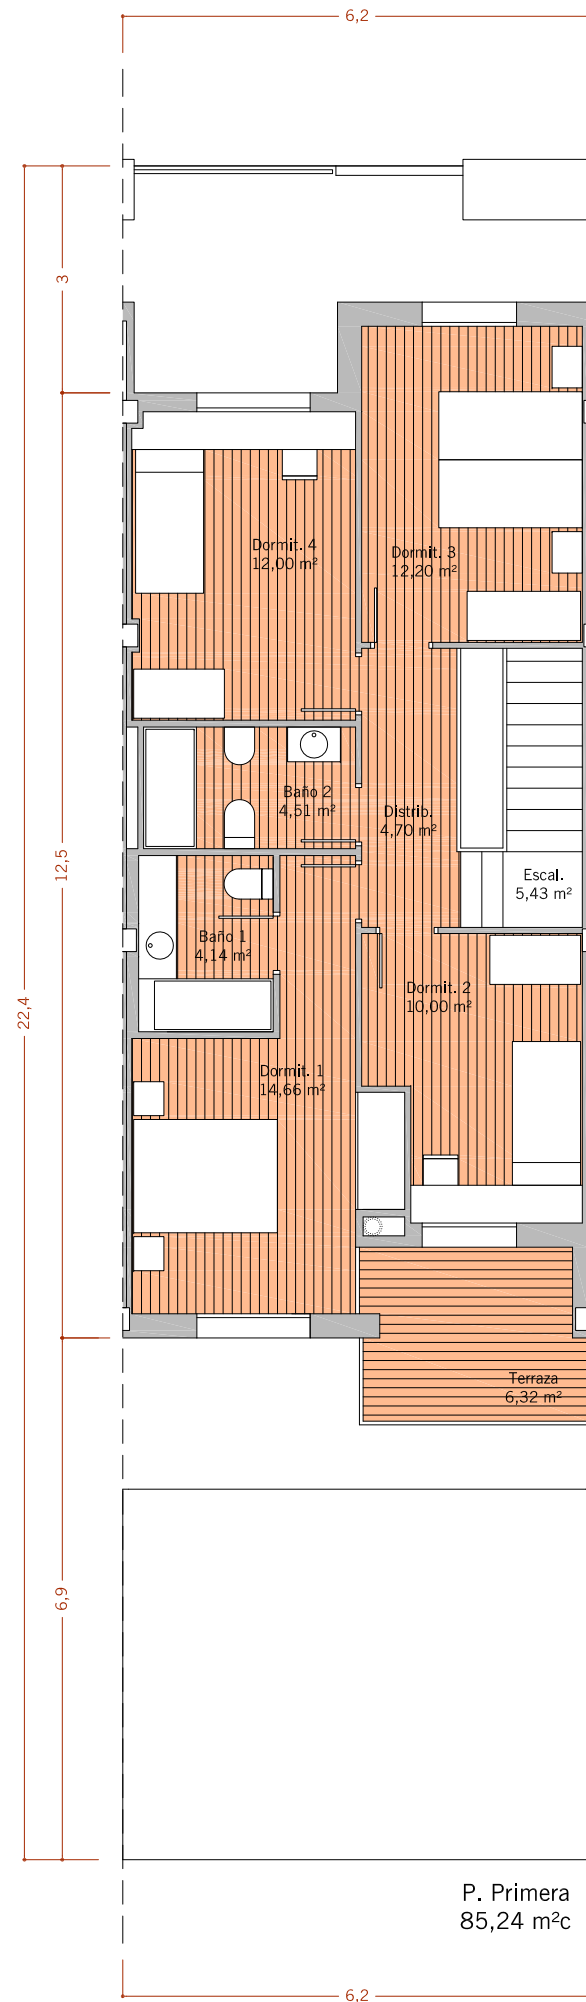 6,2
3
Dormit. 4
12,00 m²
Dormit. 3
12,20 m²
Baño 2
4,51 m²
Distrib.
4,70 m²
12,5
Escal.
5,43 m²
Baño 1
4,14 m²
Dormit. 2
10,00 m²
22,4
Dormit. 1
14,66 m²
Terraza
6,32 m²
6,9
P. Primera
85,24 m²c
6,2